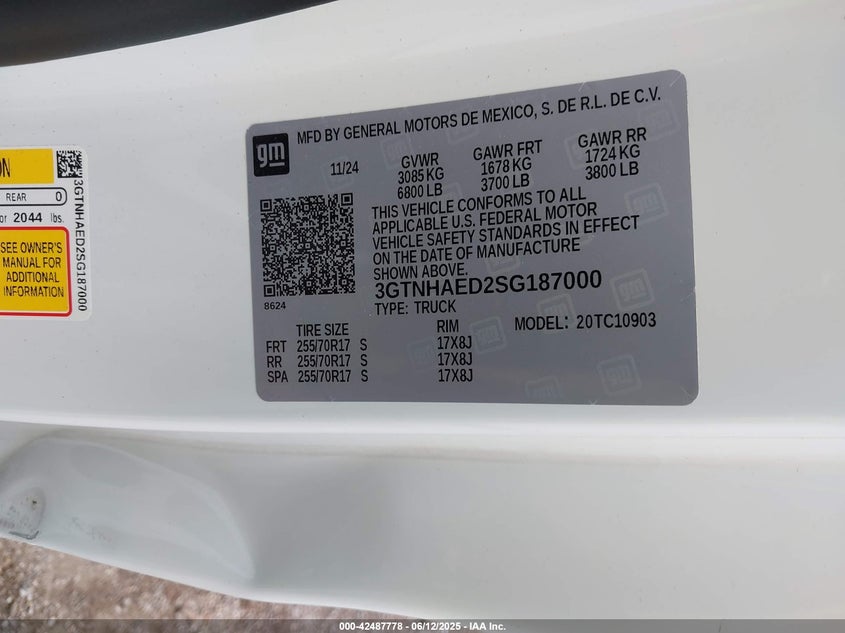 gm
MFD BY GENERAL MOTORS DE MEXICO, S. DE R.L. DE C.V.
11/24
GVWR
3085 KG
6800 LB
GAWR FRT
1678 KG
3700 LB
GAWR RR
1724 KG
3800 LB
THIS VEHICLE CONFORMS TO ALL
APPLICABLE U.S. FEDERAL MOTOR
VEHICLE SAFETY STANDARDS IN EFFECT
ON THE DATE OF MANUFACTURE
SHOWN ABOVE.
3GTNHAED2SG187000
8624
TYPE: TRUCK
MODEL: 20TC10903
TIRE SIZE RIM
FRT 255/70R17 S 17X8J
RR 255/70R17 S 17X8J
SPA 255/70R17 S 17X8J
REAR 0
or 2044 lbs.
SEE OWNER'S
MANUAL FOR
ADDITIONAL
INFORMATION
3GTNHAED2SG187000
000-42487778 - 06/12/2025 - IAA Inc.